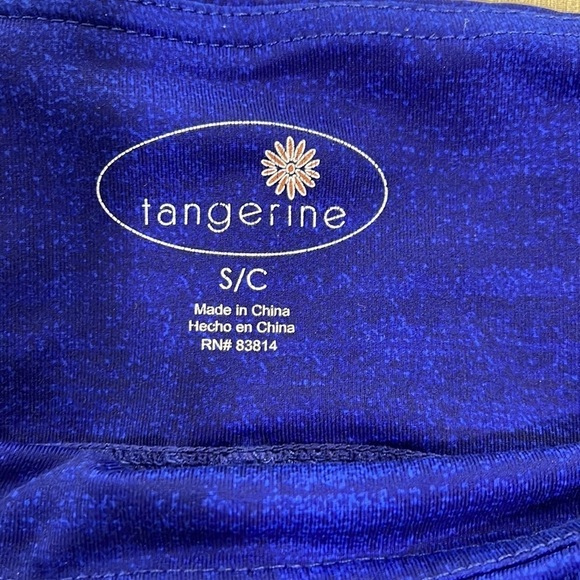 tangerine
S/C
Made in China
Hecho en China
RN# 83814